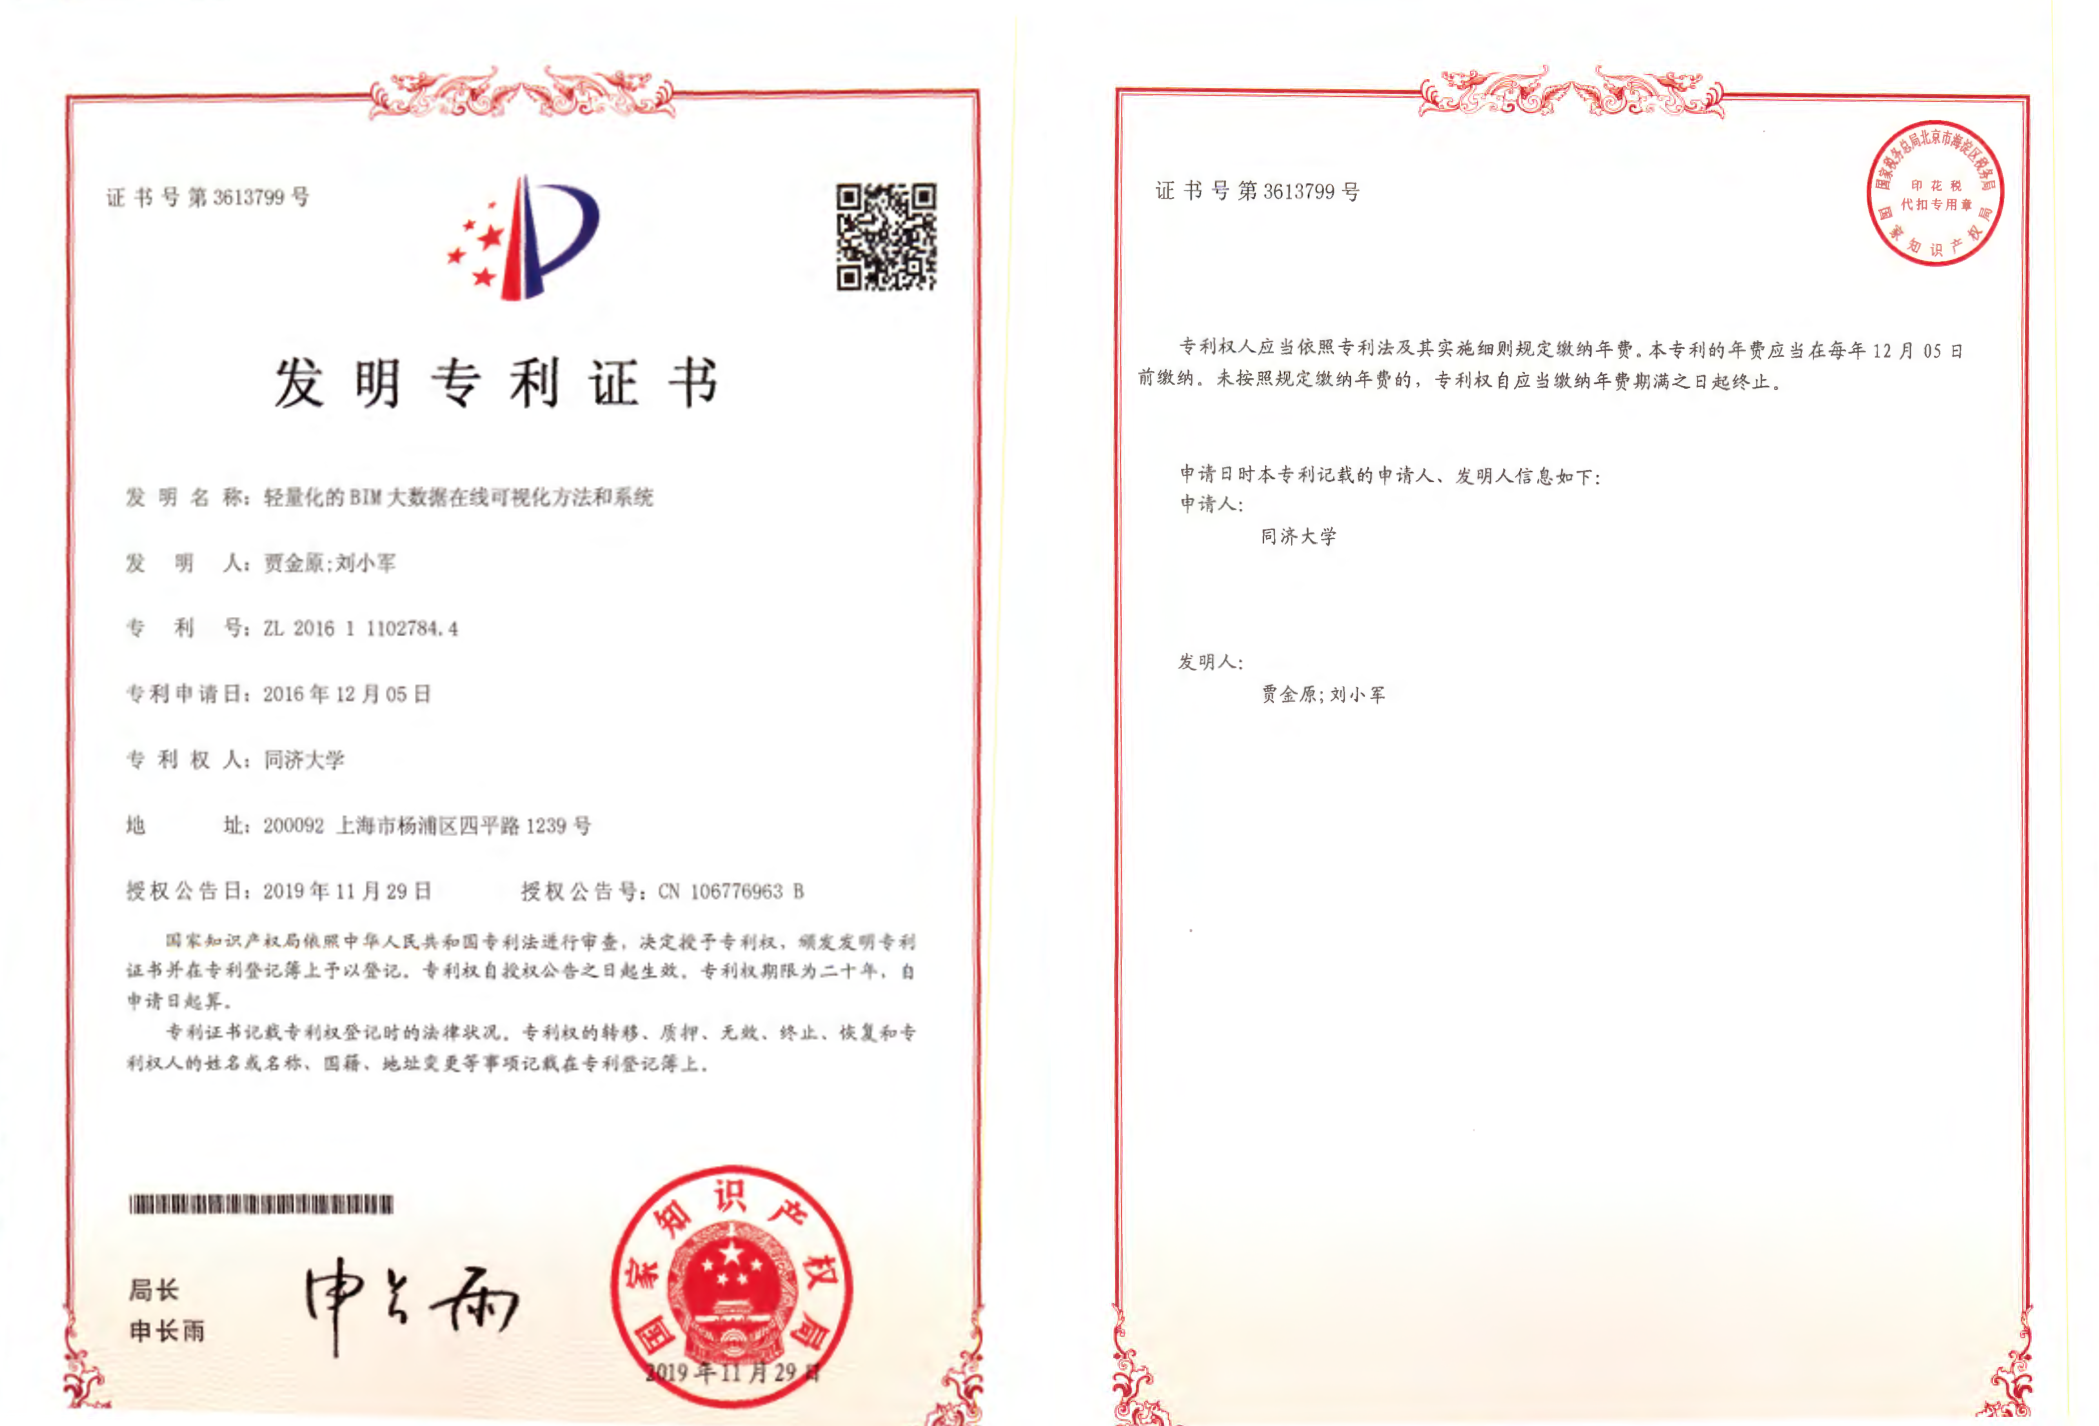 证书号第3613799号
发明专利证书
发明名称：轻量化的BIM大数据在线可视化方法和系统
发明人：贾金原;刘小军
专利号：ZL 2016 1 1102784.4
专利申请日：2016年12月05日
专利权人：同济大学
地址：200092 上海市杨浦区四平路1239号
授权公告日：2019年11月29日 授权公告号：CN 106776963 B
国家知识产权局依照中华人民共和国专利法进行审查，决定授予专利权，颁发发明专利
证书并在专利登记簿上予以登记。专利权自授权公告之日起生效。专利权期限为二十年，自
申请日起算。
专利证书记载专利权登记时的法律状况。专利权的转移、质押、无效、终止、恢复和专
利权人的姓名或名称、国籍、地址变更等事项记载在专利登记簿上。
局长
申长雨
申长雨
国家知识产权局
2019年11月29日
证书号第3613799号
国家税务总局北京市海淀区税务局
印花税
代扣专用章
国家知识产权局
专利权人应当依照专利法及其实施细则规定缴纳年费。本专利的年费应当在每年12月05日
前缴纳。未按照规定缴纳年费的，专利权自应当缴纳年费期满之日起终止。
申请日时本专利记载的申请人、发明人信息如下：
申请人：
同济大学
发明人：
贾金原;刘小军